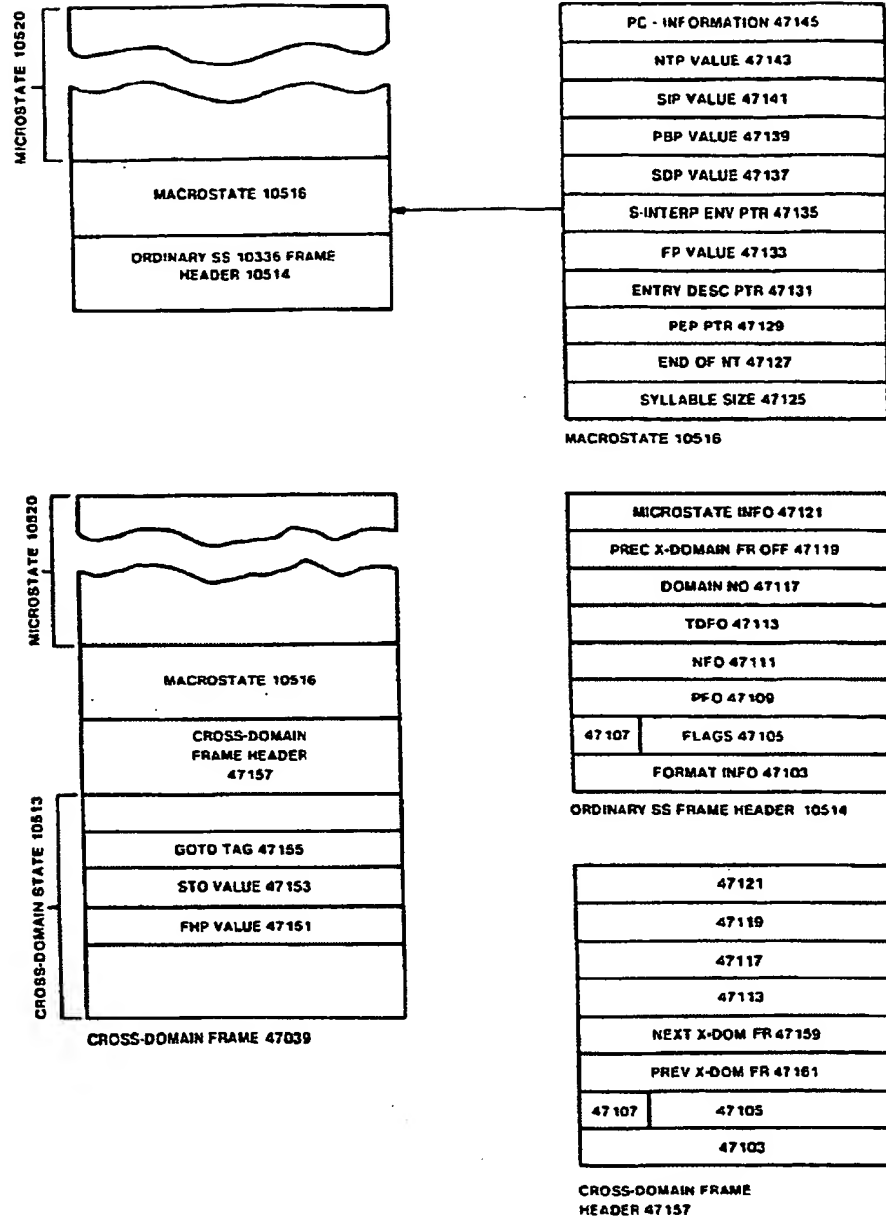 MICROSTATE 10520
MACROSTATE 10516
ORDINARY SS 10336 FRAME
HEADER 10514
PC - INFORMATION 47145
NTP VALUE 47143
SIP VALUE 47141
PBP VALUE 47139
SDP VALUE 47137
S-INTERP ENV PTR 47135
FP VALUE 47133
ENTRY DESC PTR 47131
PEP PTR 47129
END OF NT 47127
SYLLABLE SIZE 47125
MACROSTATE 10516
MICROSTATE 10520
MACROSTATE 10516
CROSS-DOMAIN
FRAME HEADER
47157
CROSS-DOMAIN STATE 10513
GOTO TAG 47155
STO VALUE 47153
FHP VALUE 47151
CROSS-DOMAIN FRAME 47039
MICROSTATE INFO 47121
PREC X-DOMAIN FR OFF 47119
DOMAIN NO 47117
TDFO 47113
NFO 47111
PFO 47109
47107 FLAGS 47105
FORMAT INFO 47103
ORDINARY SS FRAME HEADER 10514
47121
47119
47117
47113
NEXT X-DOM FR 47159
PREV X-DOM FR 47161
47107 47105
47103
CROSS-DOMAIN FRAME
HEADER 47157